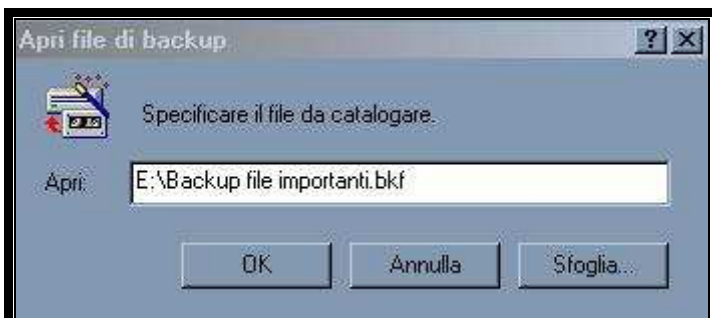 Apri file di backup
Specificare il file da catalogare.
Apri: E:\Backup file importanti.bkf
OK Annulla Sfoglia...